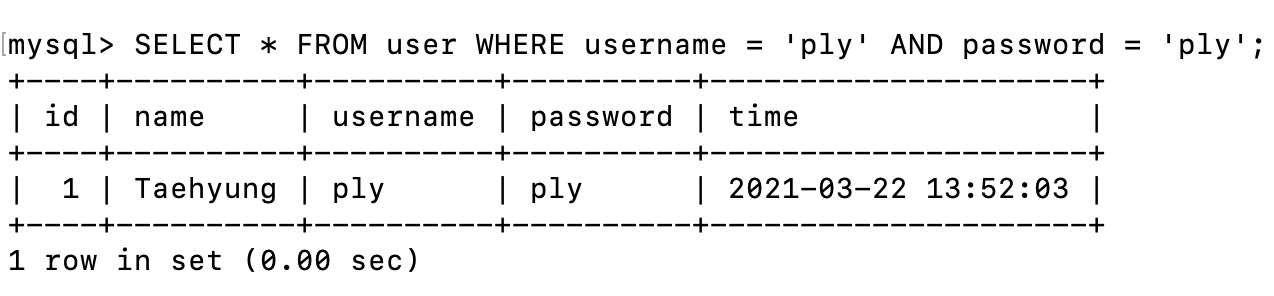 mysql> SELECT * FROM user WHERE username = 'ply' AND password = 'ply';
+----+----------+----------+----------+---------------------+
| id | name     | username | password | time                |
+----+----------+----------+----------+---------------------+
|  1 | Taehyung | ply      | ply      | 2021-03-22 13:52:03 |
+----+----------+----------+----------+---------------------+
1 row in set (0.00 sec)